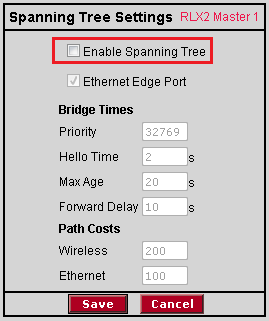 Spanning Tree Settings RLX2 Master 1
Enable Spanning Tree
Ethernet Edge Port
Bridge Times
Priority 32769
Hello Time 2 s
Max Age 20 s
Forward Delay 10 s
Path Costs
Wireless 200
Ethernet 100
Save Cancel